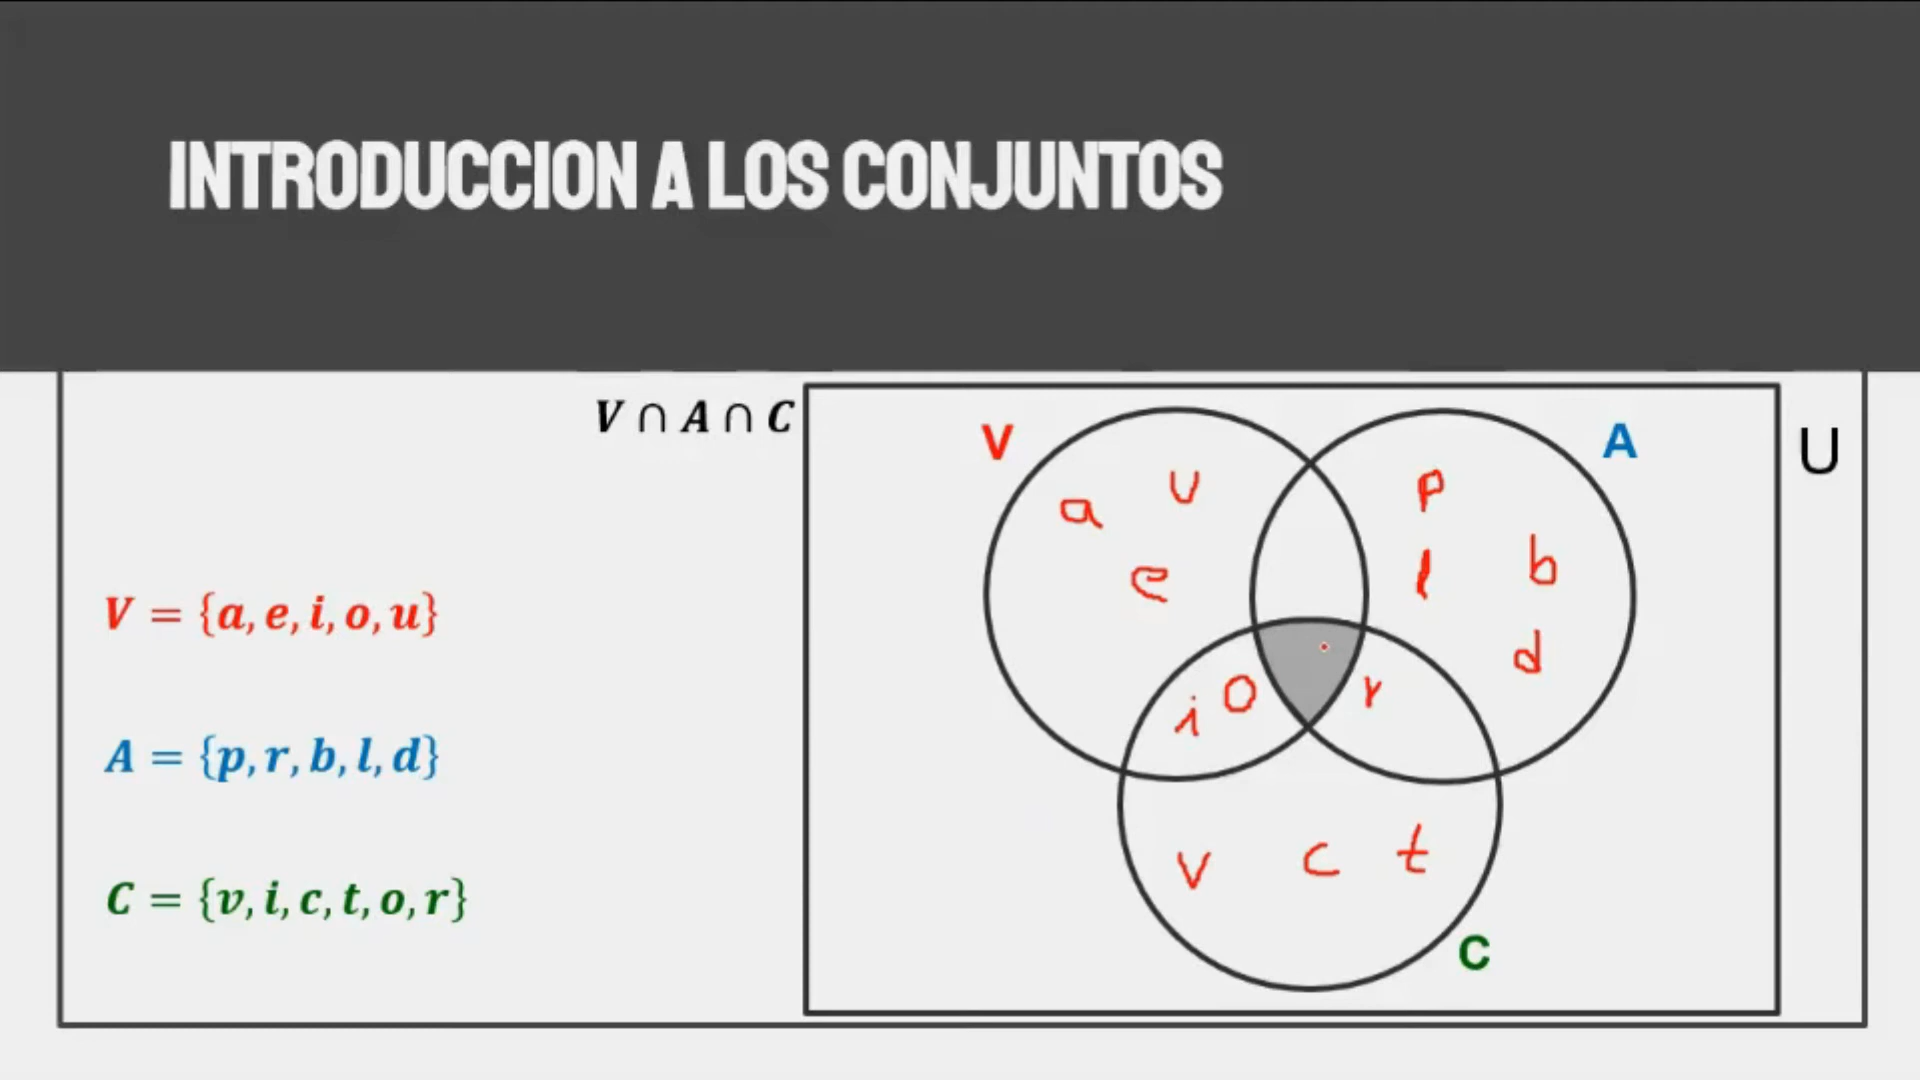 INTRODUCCION A LOS CONJUNTOS
V ∩ A ∩ C
V
A
U
a
u
p
l
b
e
V = {a, e, i, o, u}
d
i
o
r
A = {p, r, b, l, d}
v
c
t
C = {v, i, c, t, o, r}
C